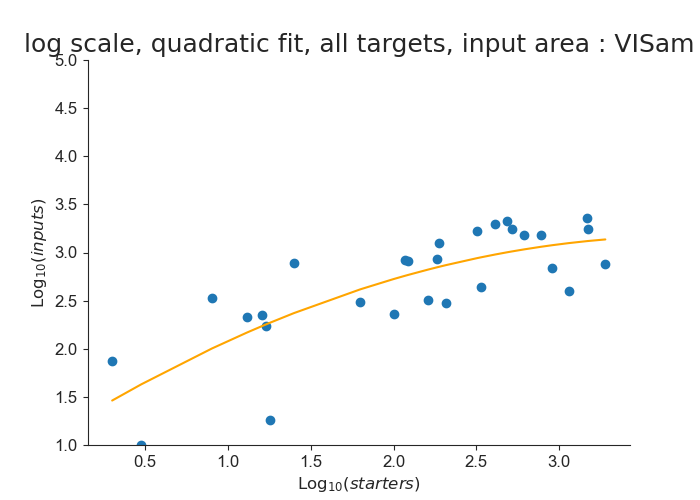 log scale, quadratic fit, all targets, input area : VISam
5.0
4.5
4.0
3.5
3.0
2.5
2.0
1.5
1.0
Log₁₀(inputs)
0.5 1.0 1.5 2.0 2.5 3.0
Log₁₀(starters)